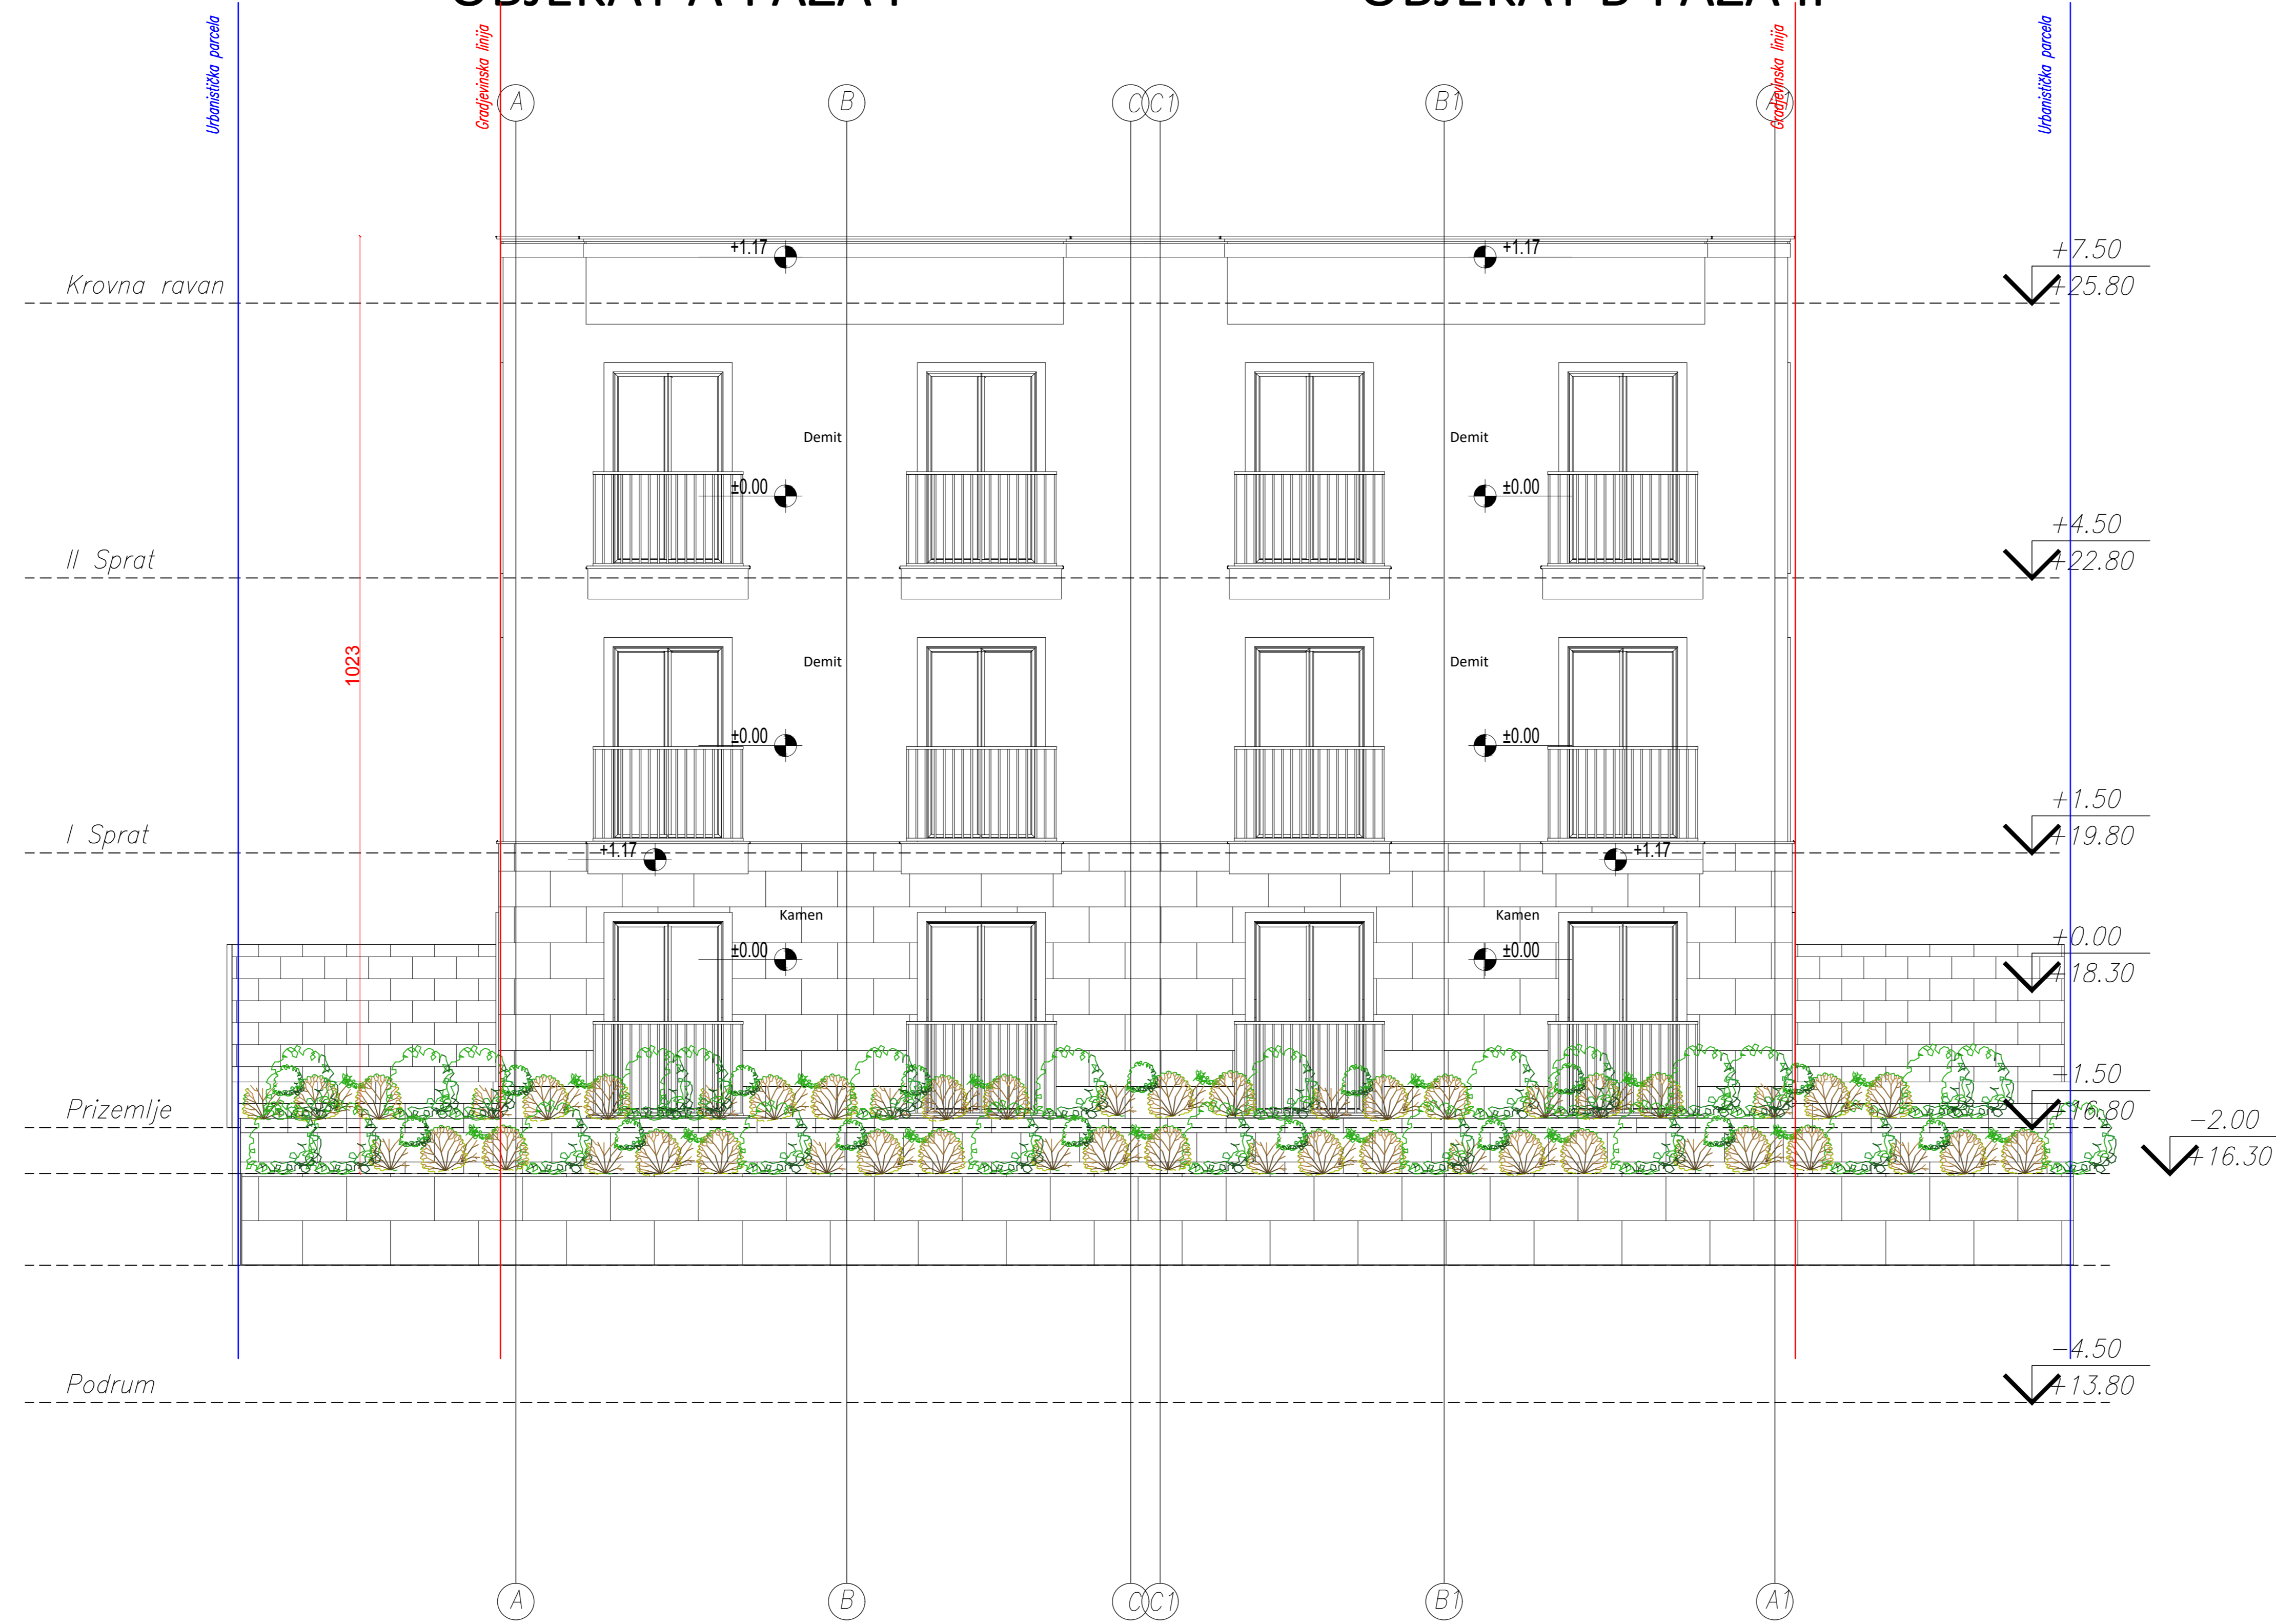 OBJEKAT A FAZA I
Urbanistička parcela
Gradjevinska linija
Gradjevinska linija
Urbanistička parcela
A
B
C
C1
B1
A1
+1.17
+1.17
+7.50
Krovna ravan
+25.80
Demit
Demit
±0.00
±0.00
+4.50
II Sprat
+22.80
1023
Demit
Demit
±0.00
±0.00
+1.50
I Sprat
+19.80
+1.17
+1.17
Kamen
Kamen
±0.00
±0.00
+0.00
+18.30
-1.50
Prizemlje
+16.80
-2.00
+16.30
-4.50
Podrum
+13.80
A
B
C
C1
B1
A1